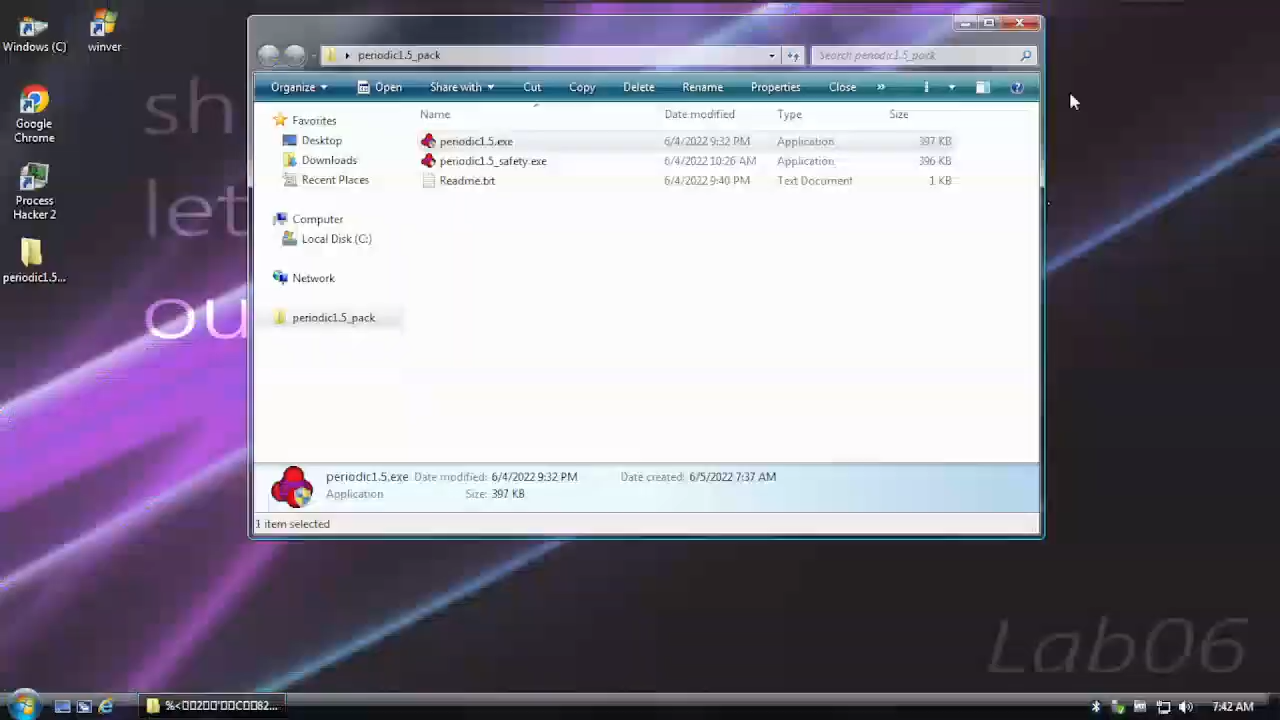 Windows (C)
winver
Google
Chrome
Process
Hacker 2
periodic1.5...
sh
let
ou
periodic1.5_pack
Search periodic1.5_pack
Organize
Open
Share with
Cut
Copy
Delete
Rename
Properties
Close
»
Favorites
Desktop
Downloads
Recent Places
Computer
Local Disk (C:)
Network
periodic1.5_pack
Name Date modified Type Size
periodic1.5.exe 6/4/2022 9:32 PM Application 397 KB
periodic1.5_safety.exe 6/4/2022 10:26 AM Application 396 KB
Readme.txt 6/4/2022 9:40 PM Text Document 1 KB
periodic1.5.exe Date modified: 6/4/2022 9:32 PM Date created: 6/5/2022 7:37 AM
Application Size: 397 KB
1 item selected
Lab06
7:42 AM